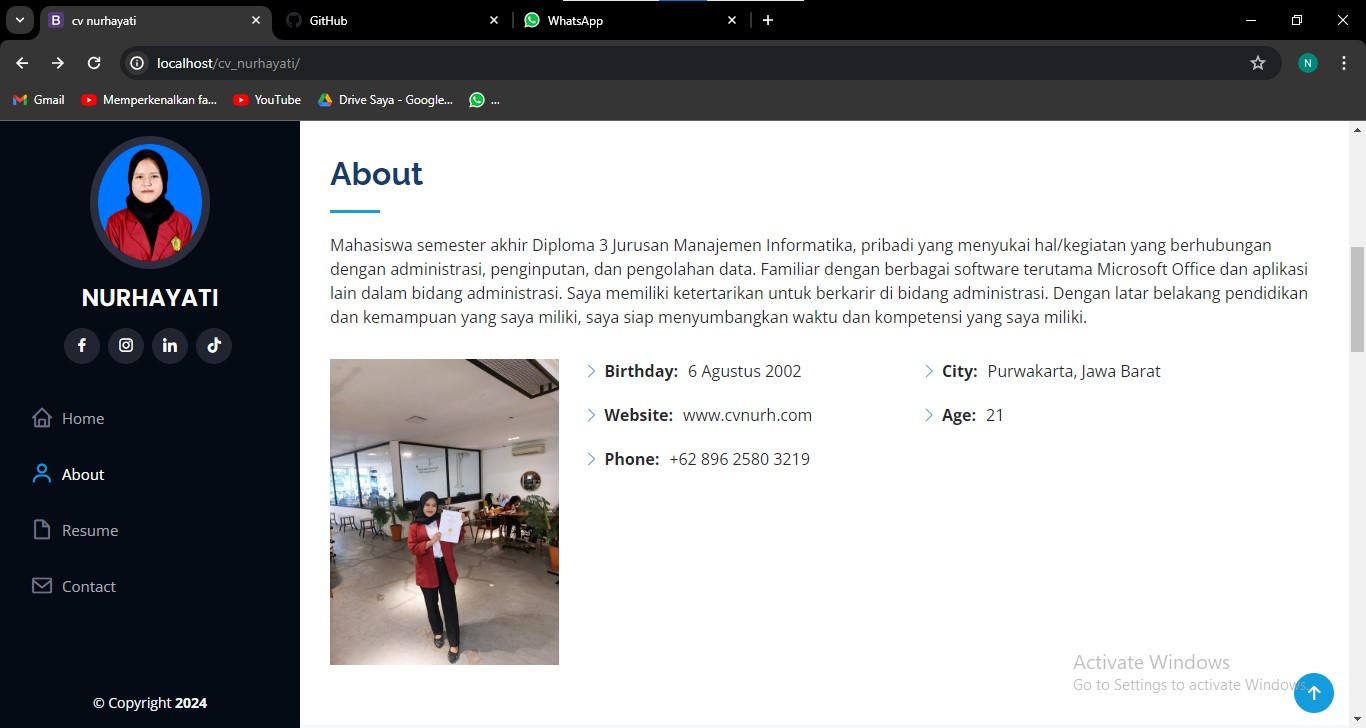 cv nurhayati
GitHub
WhatsApp
localhost/cv_nurhayati/
N
Gmail
Memperkenalkan fa...
YouTube
Drive Saya - Google...
...
NURHAYATI
Home
About
Resume
Contact
© Copyright 2024
About
Mahasiswa semester akhir Diploma 3 Jurusan Manajemen Informatika, pribadi yang menyukai hal/kegiatan yang berhubungan
dengan administrasi, penginputan, dan pengolahan data. Familiar dengan berbagai software terutama Microsoft Office dan aplikasi
lain dalam bidang administrasi. Saya memiliki ketertarikan untuk berkarir di bidang administrasi. Dengan latar belakang pendidikan
dan kemampuan yang saya miliki, saya siap menyumbangkan waktu dan kompetensi yang saya miliki.
Birthday: 6 Agustus 2002
City: Purwakarta, Jawa Barat
Website: www.cvnurh.com
Age: 21
Phone: +62 896 2580 3219
Activate Windows
Go to Settings to activate Windows.